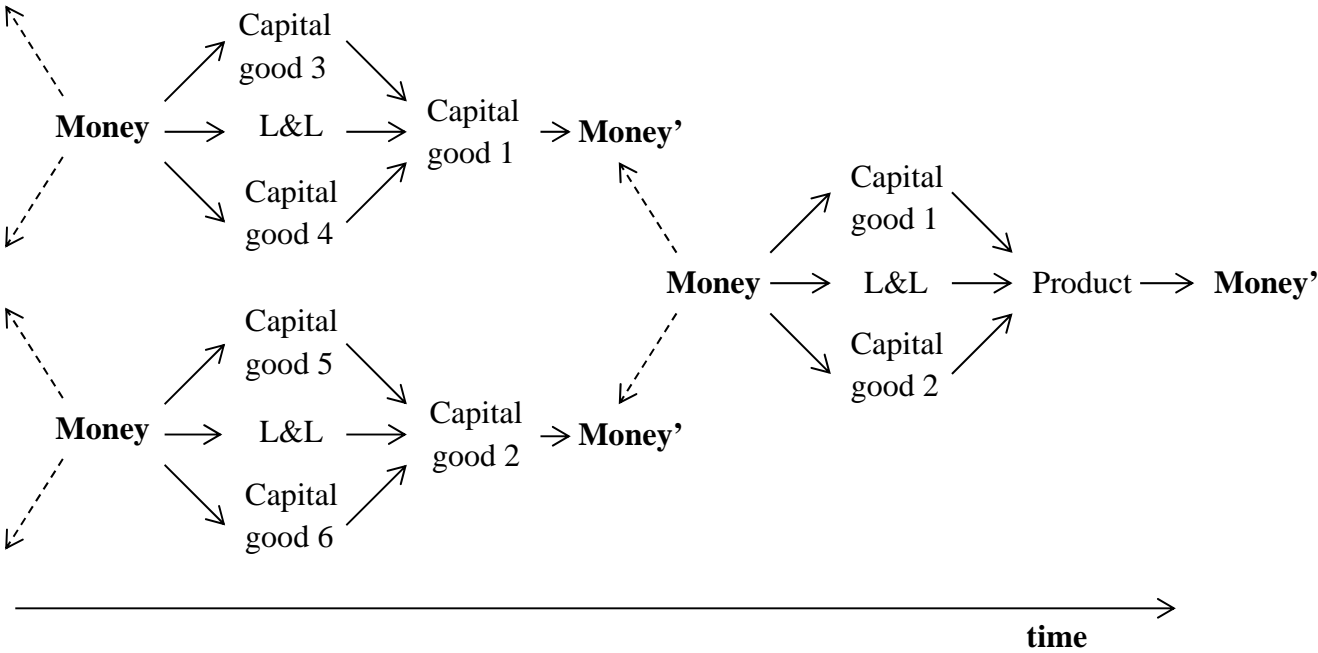 Capital
good 3
Money
L&L
Capital
good 1
Money’
Capital
good 4
Capital
good 1
Money
L&L
Product
Money’
Capital
good 2
Capital
good 5
Money
L&L
Capital
good 2
Money’
Capital
good 6
time